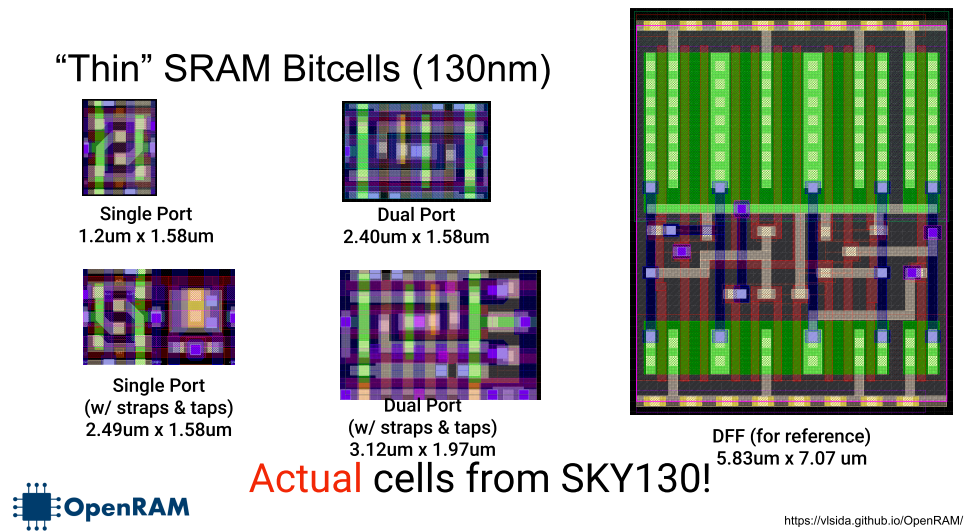 “Thin” SRAM Bitcells (130nm)
Single Port
1.2um x 1.58um
Dual Port
2.40um x 1.58um
Single Port
(w/ straps & taps)
2.49um x 1.58um
Dual Port
(w/ straps & taps)
3.12um x 1.97um
DFF (for reference)
5.83um x 7.07 um
Actual cells from SKY130!
OpenRAM
https://vlsida.github.io/OpenRAM/